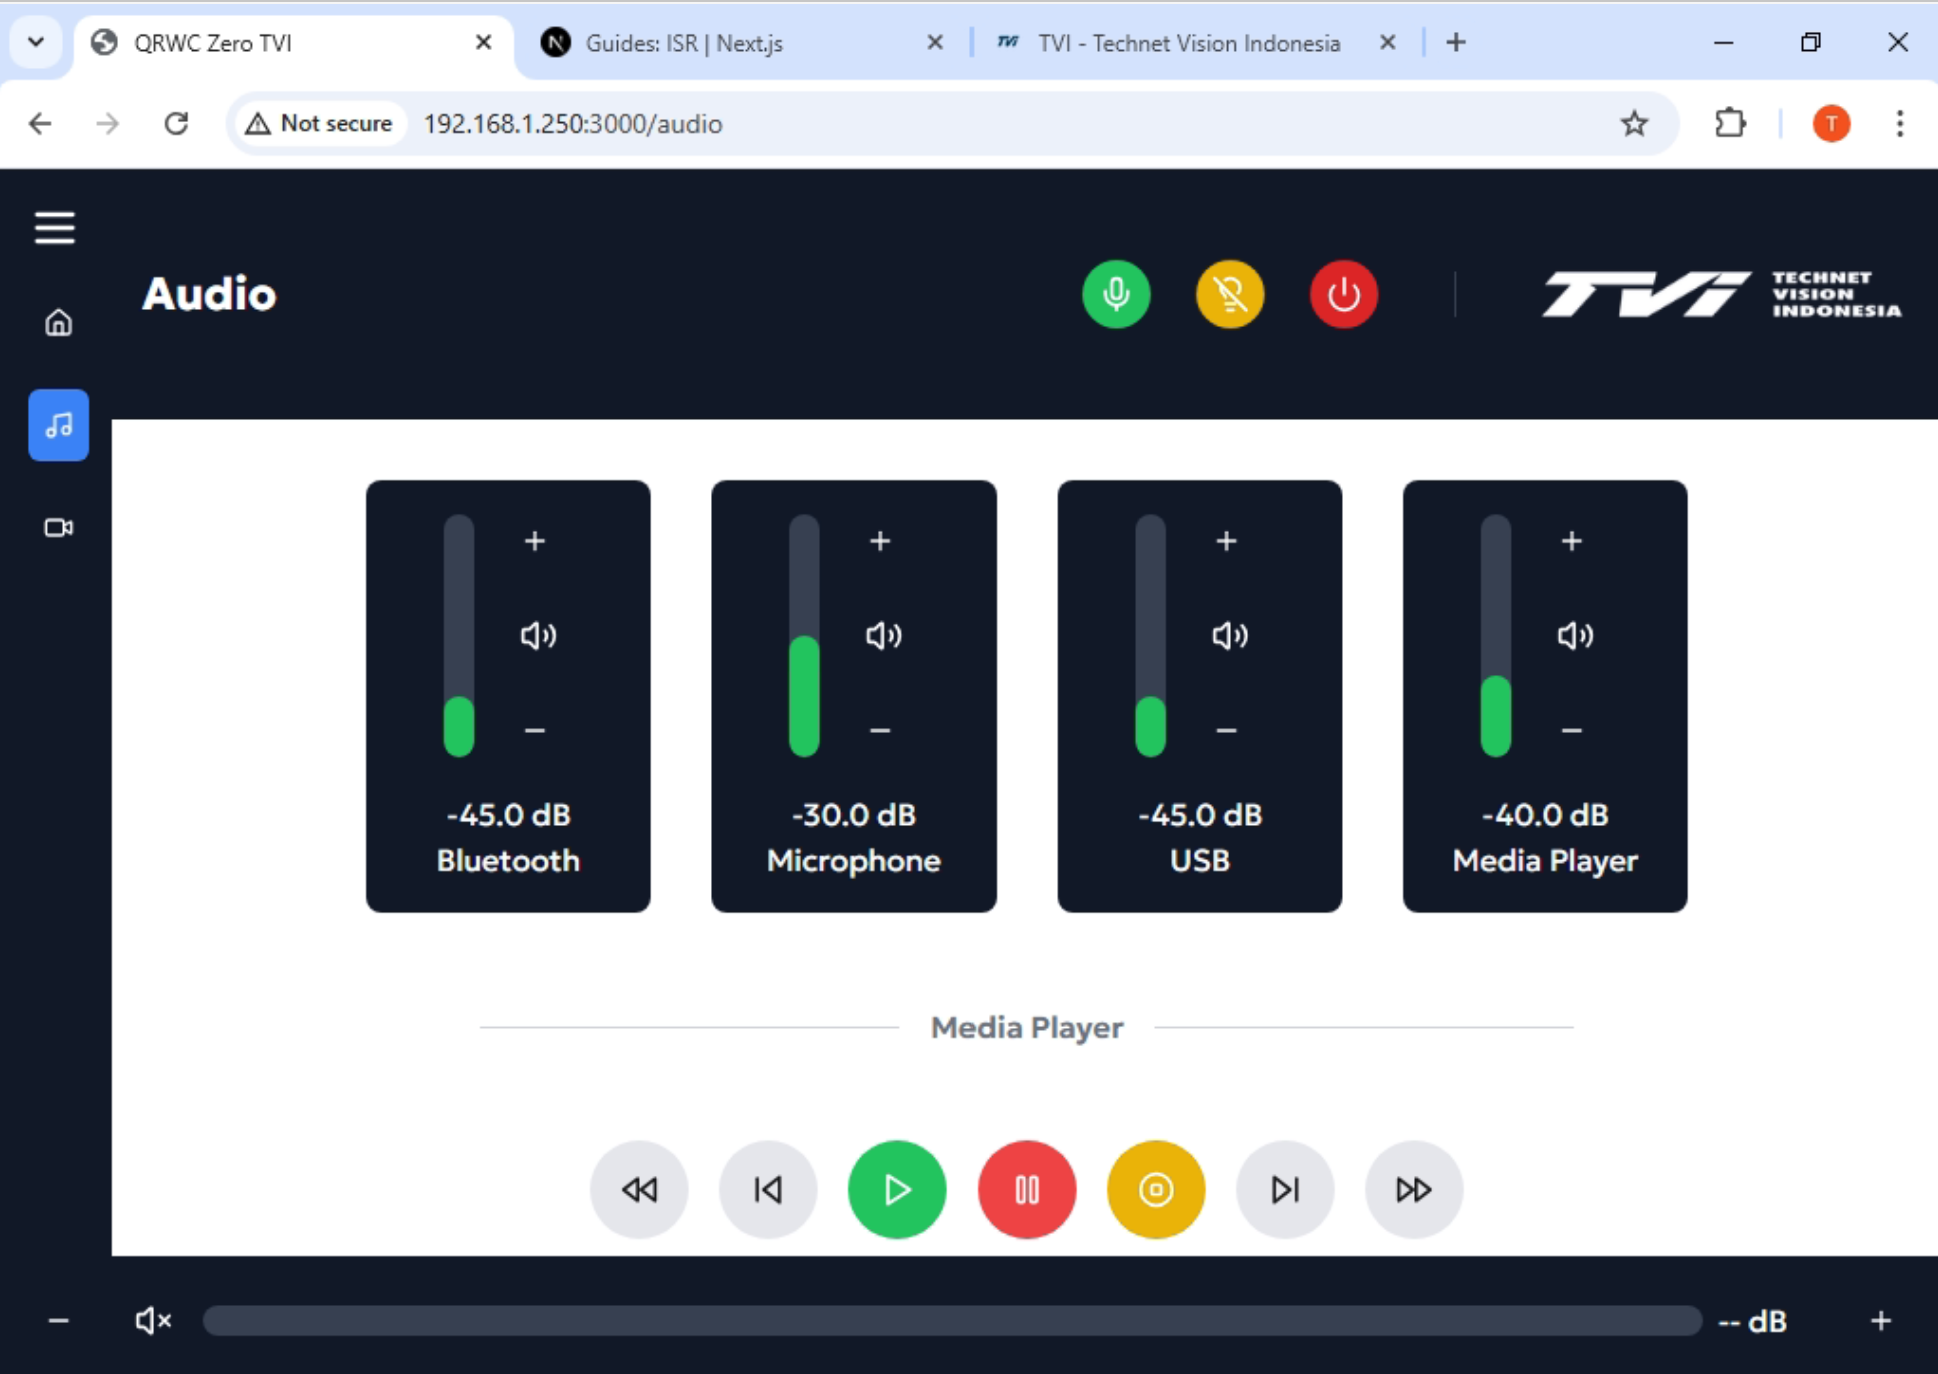 QRWC Zero TVI
Guides: ISR | Next.js
TVI - Technet Vision Indonesia
Not secure
192.168.1.250:3000/audio
T
Audio
TVI
TECHNET
VISION
INDONESIA
-45.0 dB
Bluetooth
-30.0 dB
Microphone
-45.0 dB
USB
-40.0 dB
Media Player
Media Player
-- dB